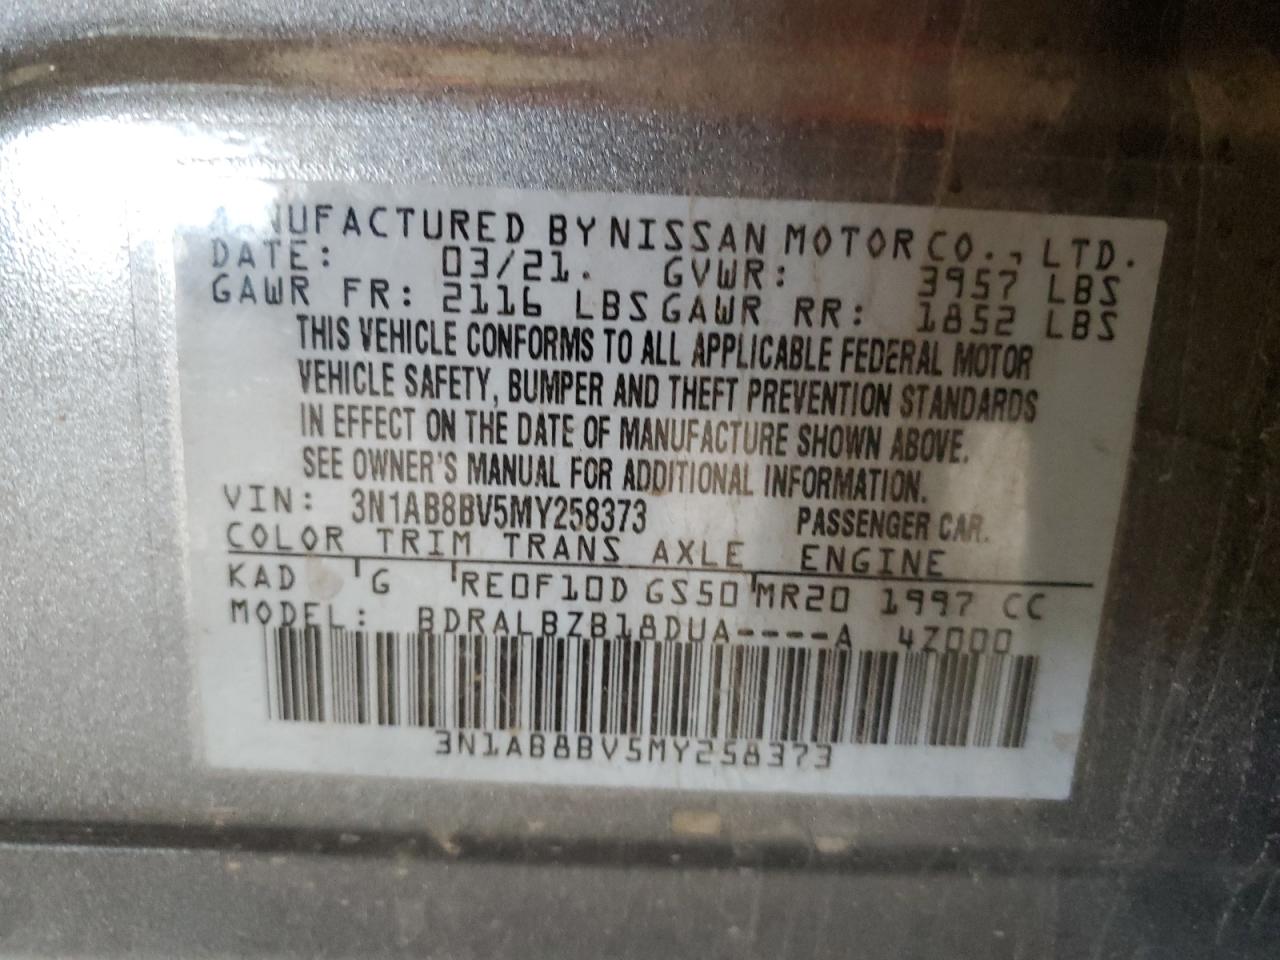 MANUFACTURED BY NISSAN MOTOR CO., LTD.
DATE: 03/21. GVWR: 3957 LBS
GAWR FR: 2116 LBS GAWR RR: 1852 LBS
THIS VEHICLE CONFORMS TO ALL APPLICABLE FEDERAL MOTOR
VEHICLE SAFETY, BUMPER AND THEFT PREVENTION STANDARDS
IN EFFECT ON THE DATE OF MANUFACTURE SHOWN ABOVE.
SEE OWNER'S MANUAL FOR ADDITIONAL INFORMATION.
VIN: 3N1AB8BV5MY258373 PASSENGER CAR.
COLOR TRIM TRANS AXLE ENGINE
KAD G RE0F10D GS50 MR20 1997 CC
MODEL: BDRALBZB18DUA----A 4Z000
3N1AB8BV5MY258373